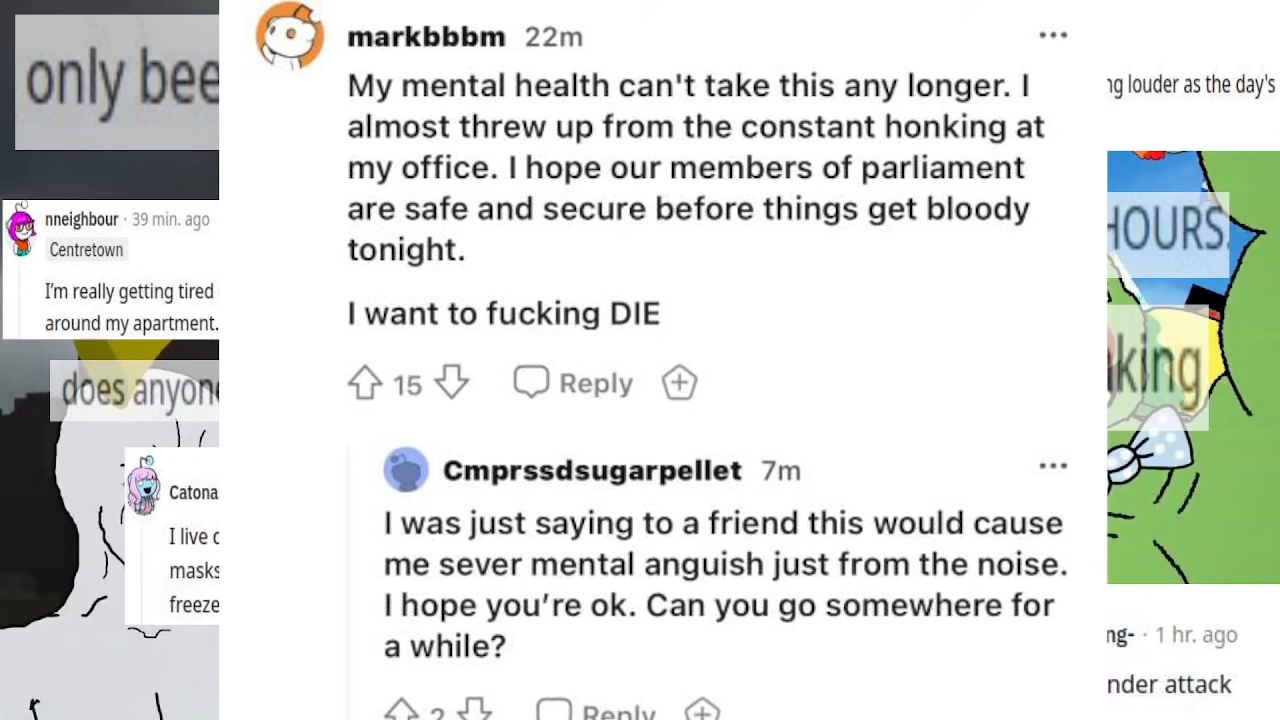 only bee
nneighbour · 39 min. ago
Centretown
I'm really getting tired
around my apartment.
does anyone
Catona
I live
masks
freeze
markbbbm 22m
My mental health can't take this any longer. I
almost threw up from the constant honking at
my office. I hope our members of parliament
are safe and secure before things get bloody
tonight.
I want to fucking DIE
15
Reply
Cmprssdsugarpellet 7m
I was just saying to a friend this would cause
me sever mental anguish just from the noise.
I hope you're ok. Can you go somewhere for
a while?
2
Reply
ng louder as the day's
HOURS.
king
ng- · 1 hr. ago
nder attack